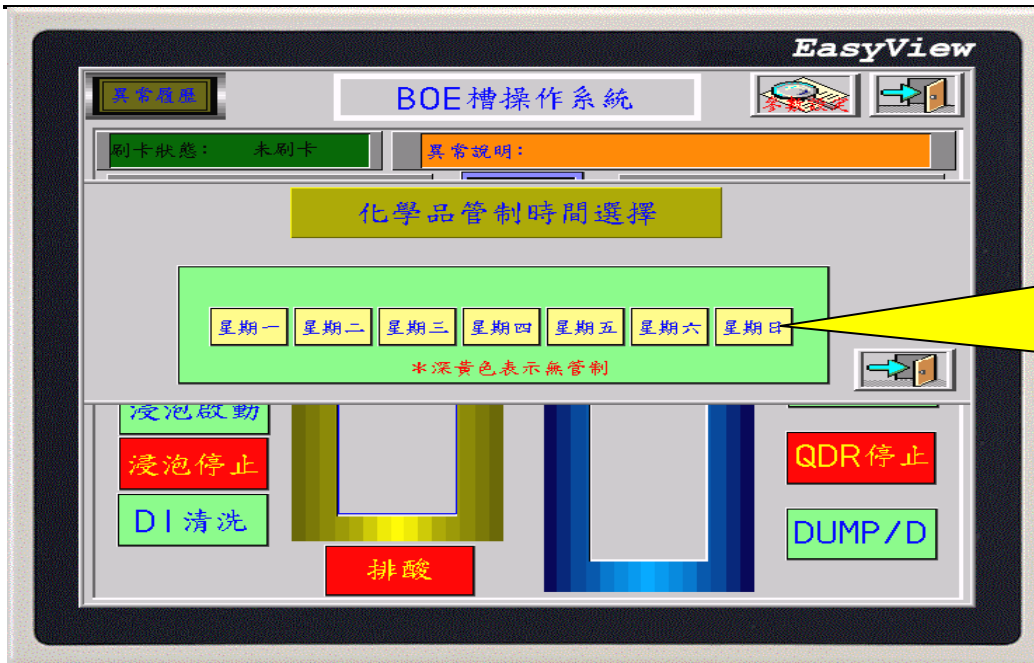 EasyView
異常履歷
BOE槽操作系統
參數設定
刷卡狀態: 未刷卡
異常說明:
化學品管制時間選擇
星期一 星期二 星期三 星期四 星期五 星期六 星期日
*深黃色表示無管制
浸泡啟動
浸泡停止
QDR停止
DI清洗
DUMP/D
排酸